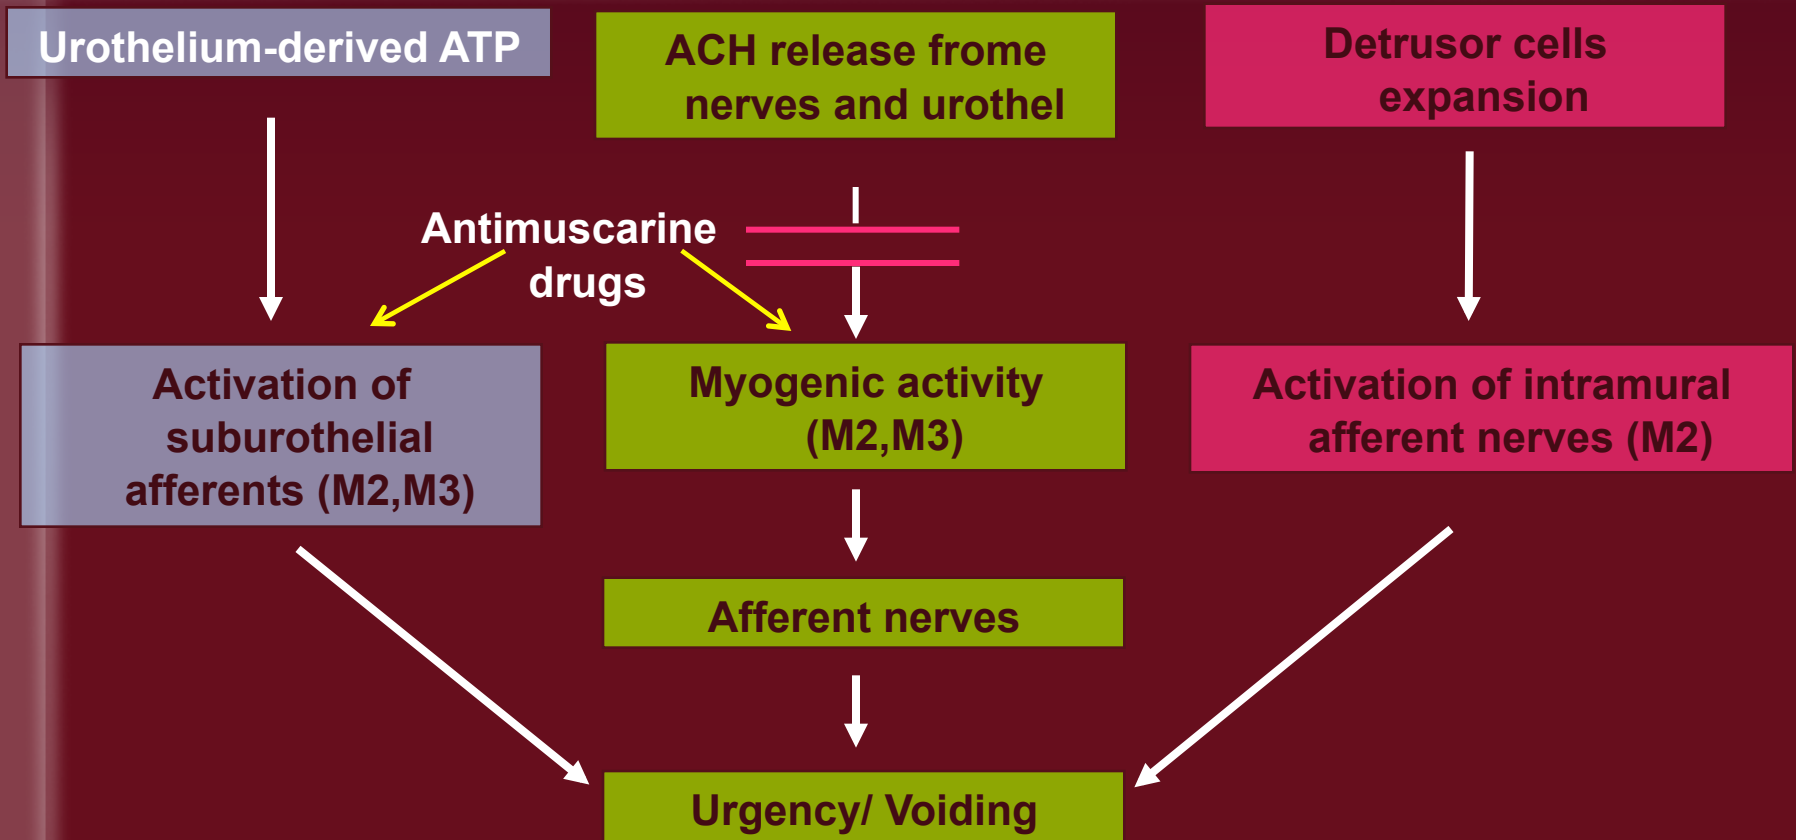 Urothelium-derived ATP
ACH release frome
nerves and urothel
Detrusor cells
expansion
Antimuscarine
drugs
Activation of
suburothelial
afferents (M2,M3)
Myogenic activity
(M2,M3)
Activation of intramural
afferent nerves (M2)
Afferent nerves
Urgency/ Voiding